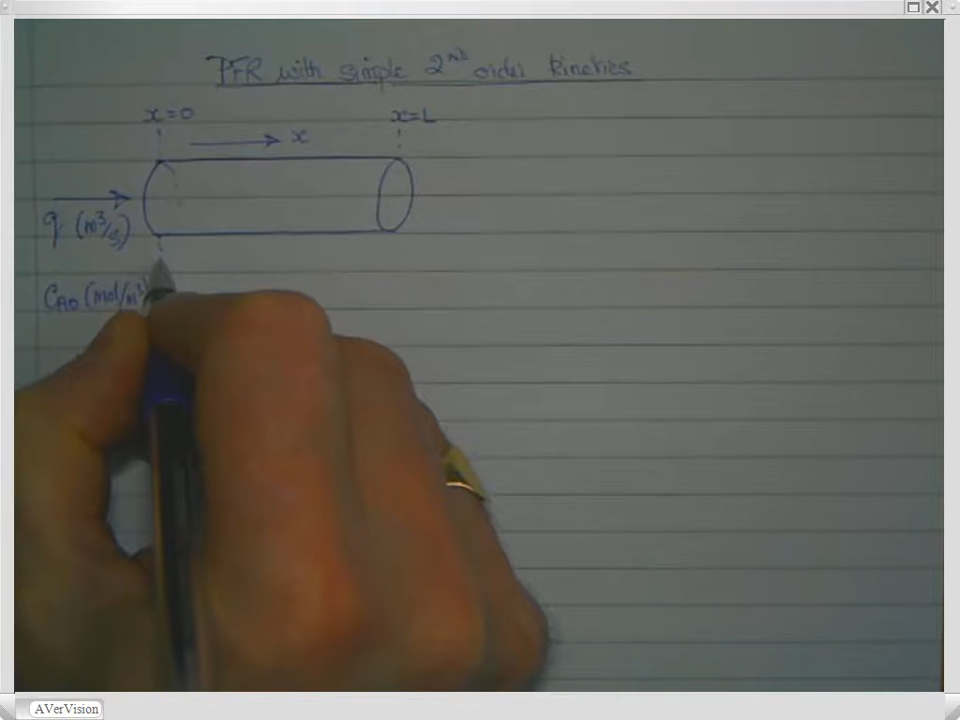 PFR with simple 2nd order kinetics
x=0
x=L
x
q (m³/s)
CA0 (mol/m³)
AVerVision